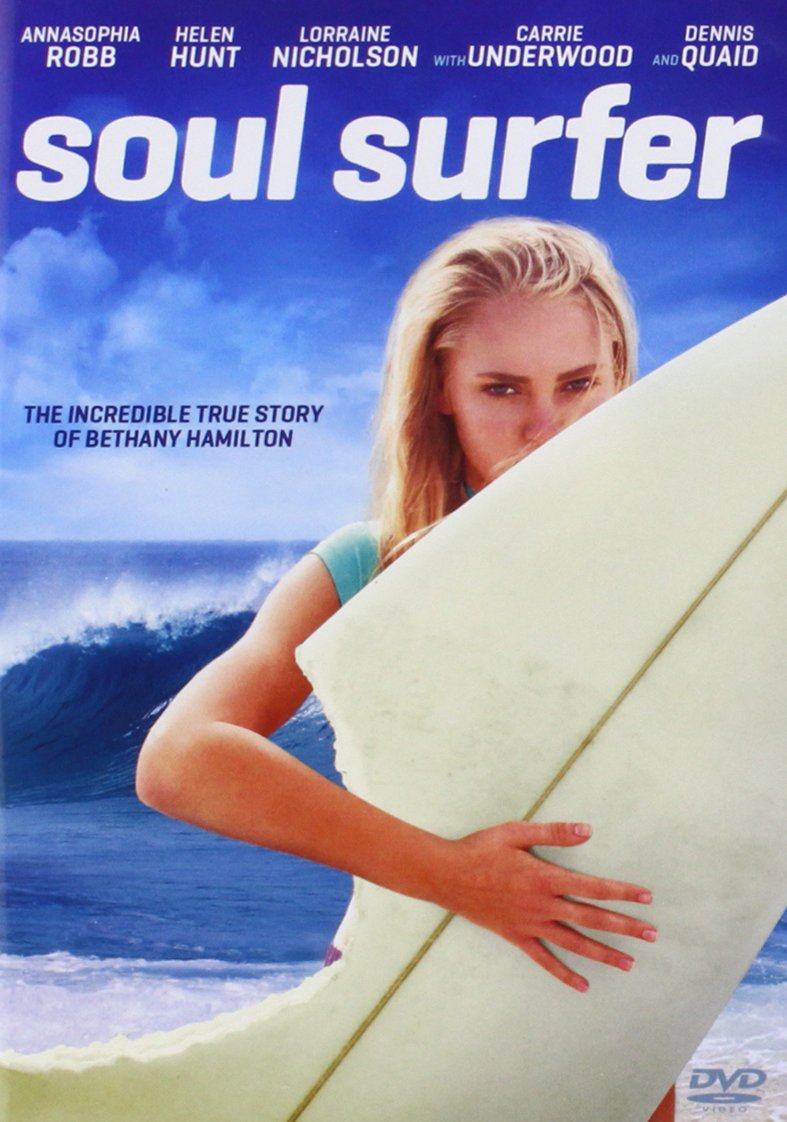 ANNASOPHIA ROBB HELEN HUNT LORRAINE NICHOLSON WITH CARRIE UNDERWOOD AND DENNIS QUAID
soul surfer
THE INCREDIBLE TRUE STORY
OF BETHANY HAMILTON
DVD
VIDEO